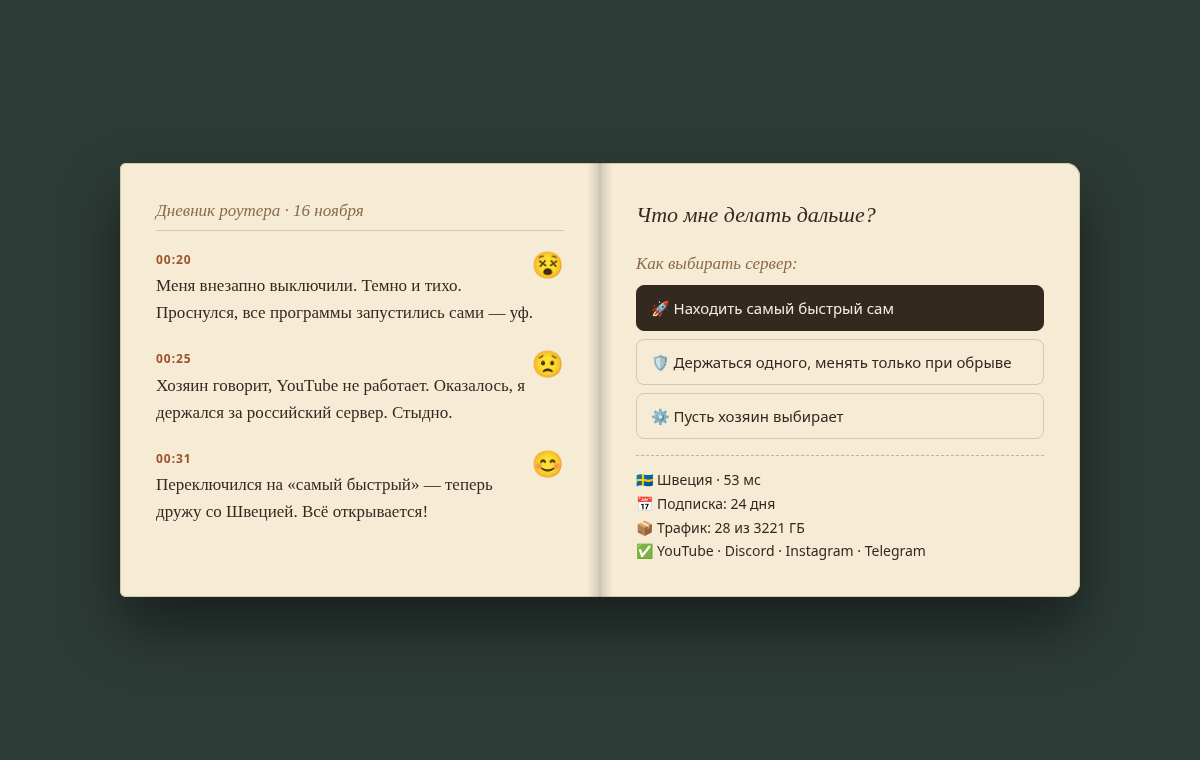 Дневник роутера · 16 ноября
00:20
Меня внезапно выключили. Темно и тихо.
Проснулся, все программы запустились сами — уф.
00:25
Хозяин говорит, YouTube не работает. Оказалось, я
держался за российский сервер. Стыдно.
00:31
Переключился на «самый быстрый» — теперь
дружу со Швецией. Всё открывается!
Что мне делать дальше?
Как выбирать сервер:
🚀 Находить самый быстрый сам
🛡️ Держаться одного, менять только при обрыве
⚙️ Пусть хозяин выбирает
🇸🇪 Швеция · 53 мс
📅 Подписка: 24 дня
📦 Трафик: 28 из 3221 ГБ
✅ YouTube · Discord · Instagram · Telegram